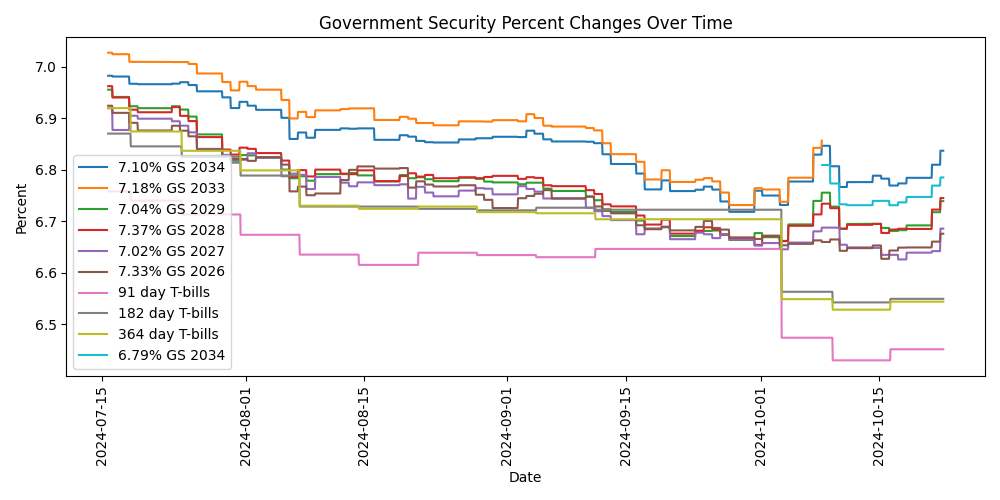 Government Security Percent Changes Over Time
Percent
7.0
6.9
6.8
6.7
6.6
6.5
7.10% GS 2034
7.18% GS 2033
7.04% GS 2029
7.37% GS 2028
7.02% GS 2027
7.33% GS 2026
91 day T-bills
182 day T-bills
364 day T-bills
6.79% GS 2034
2024-07-15
2024-08-01
2024-08-15
2024-09-01
2024-09-15
2024-10-01
2024-10-15
Date